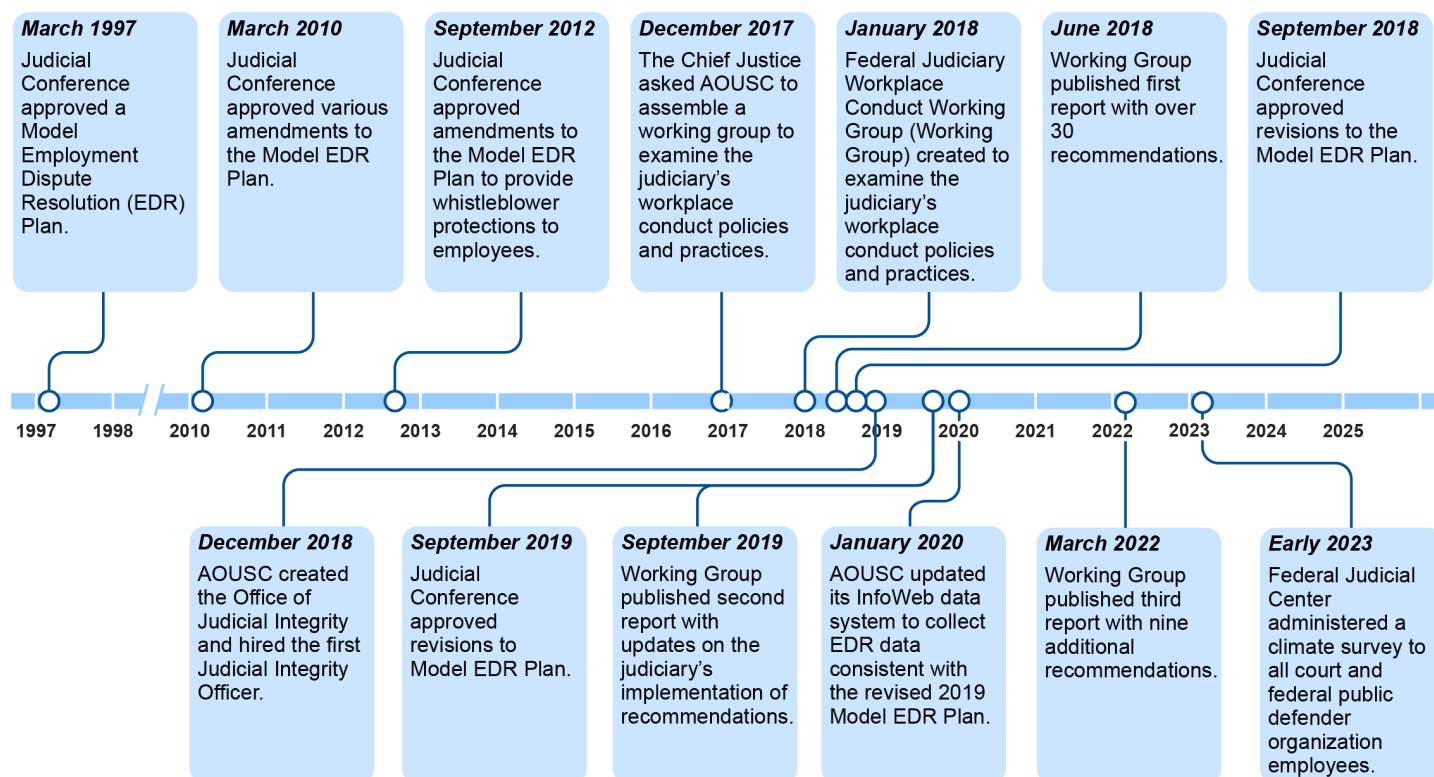 March 1997
Judicial
Conference
approved a
Model
Employment
Dispute
Resolution (EDR)
Plan.
March 2010
Judicial
Conference
approved various
amendments to
the Model EDR
Plan.
September 2012
Judicial
Conference
approved
amendments to
the Model EDR
Plan to provide
whistleblower
protections to
employees.
December 2017
The Chief Justice
asked AOUSC to
assemble a
working group to
examine the
judiciary’s
workplace
conduct policies
and practices.
January 2018
Federal Judiciary
Workplace
Conduct Working
Group (Working
Group) created to
examine the
judiciary’s
workplace
conduct policies
and practices.
June 2018
Working Group
published first
report with over
30
recommendations.
September 2018
Judicial
Conference
approved
revisions to the
Model EDR Plan.
1997 1998 2010 2011 2012 2013 2014 2015 2016 2017 2018 2019 2020 2021 2022 2023 2024 2025
December 2018
AOUSC created
the Office of
Judicial Integrity
and hired the first
Judicial Integrity
Officer.
September 2019
Judicial
Conference
approved
revisions to
Model EDR Plan.
September 2019
Working Group
published second
report with
updates on the
judiciary’s
implementation of
recommendations.
January 2020
AOUSC updated
its InfoWeb data
system to collect
EDR data
consistent with
the revised 2019
Model EDR Plan.
March 2022
Working Group
published third
report with nine
additional
recommendations.
Early 2023
Federal Judicial
Center
administered a
climate survey to
all court and
federal public
defender
organization
employees.